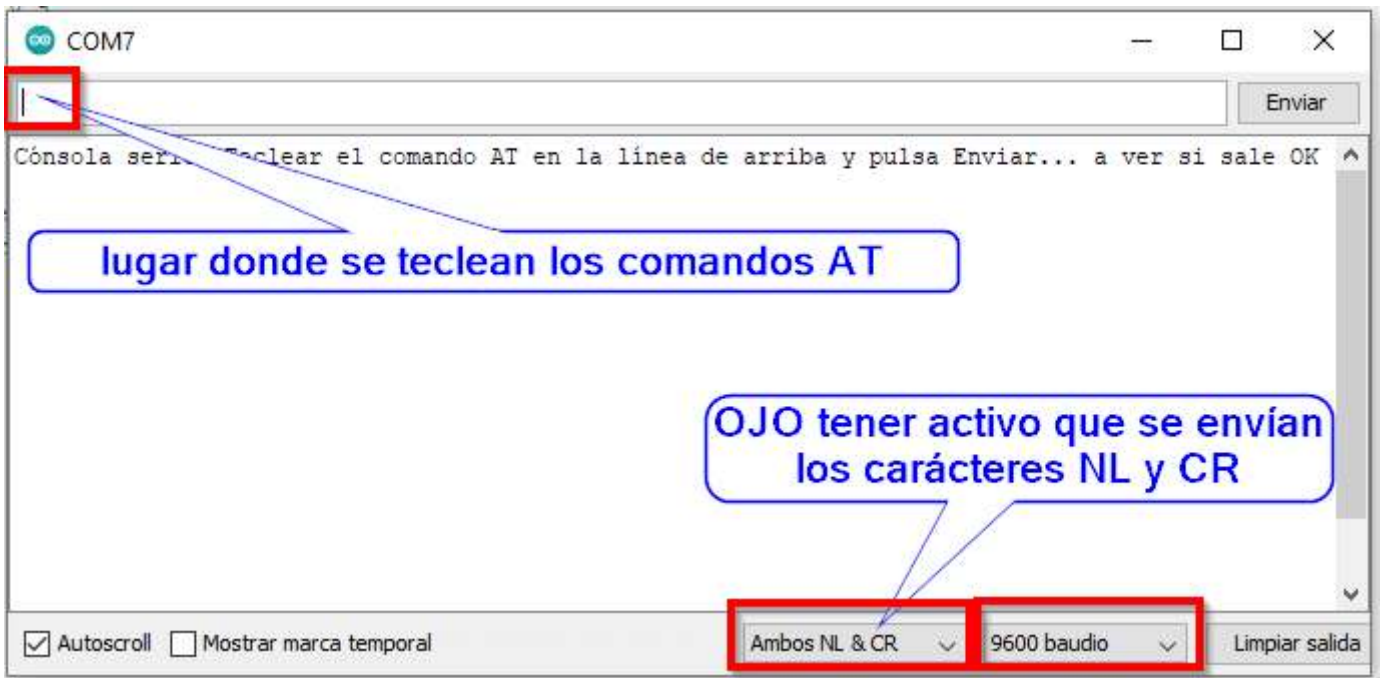 COM7
Enviar
Cónsola seri Teclear el comando AT en la línea de arriba y pulsa Enviar... a ver si sale OK
lugar donde se teclean los comandos AT
OJO tener activo que se envían
los carácteres NL y CR
Autoscroll Mostrar marca temporal Ambos NL & CR 9600 baudio Limpiar salida